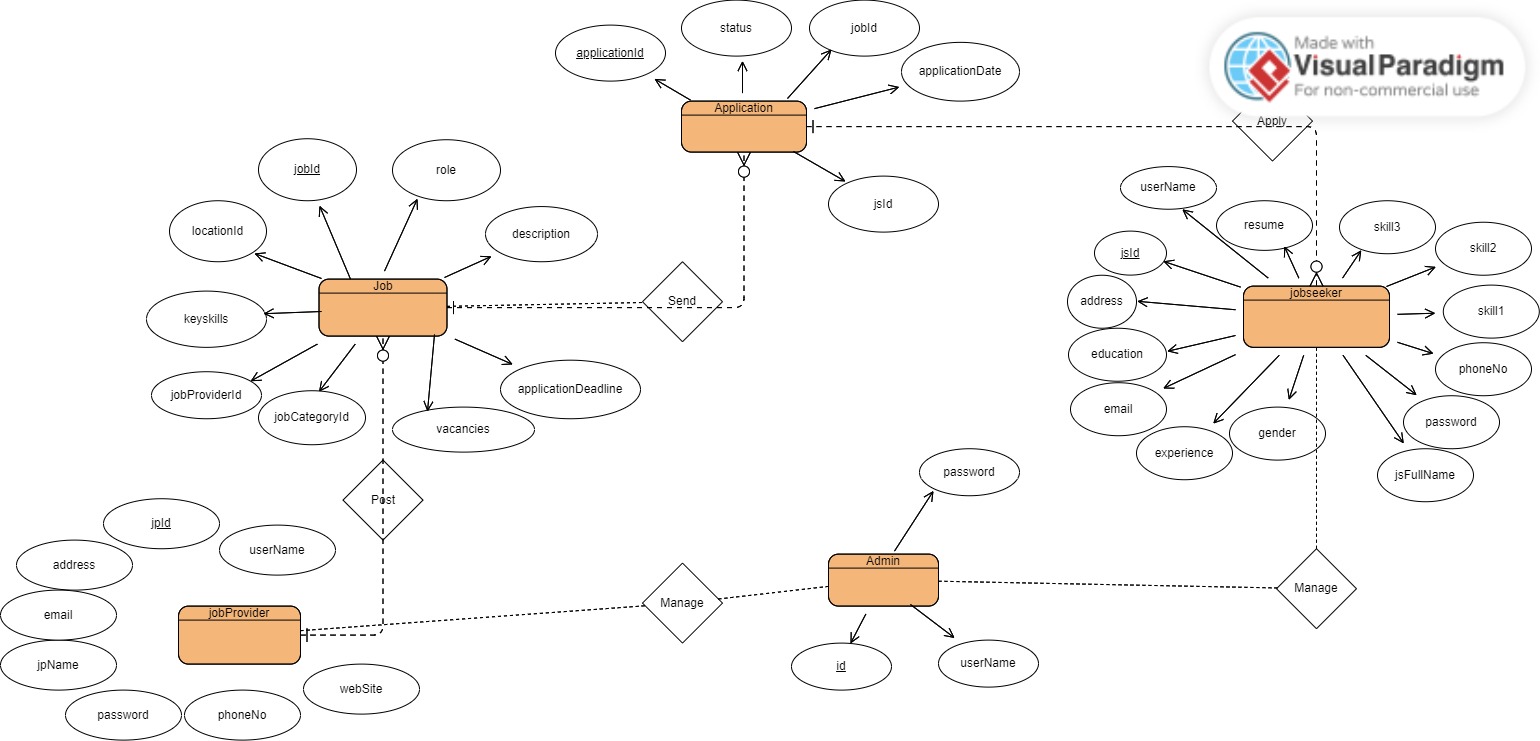 status
jobId
applicationId
applicationDate
Made with
Visual Paradigm
For non-commercial use
Application
Apply
jobId
role
userName
jsId
locationId
description
resume
skill3
skill2
jsId
Job
address
jobseeker
Send
keyskills
skill1
education
phoneNo
jobProviderId
jobCategoryId
applicationDeadline
vacancies
email
password
gender
experience
jsFullName
password
Post
jpId
userName
address
Admin
email
jobProvider
Manage
Manage
jpName
id
userName
webSite
password
phoneNo